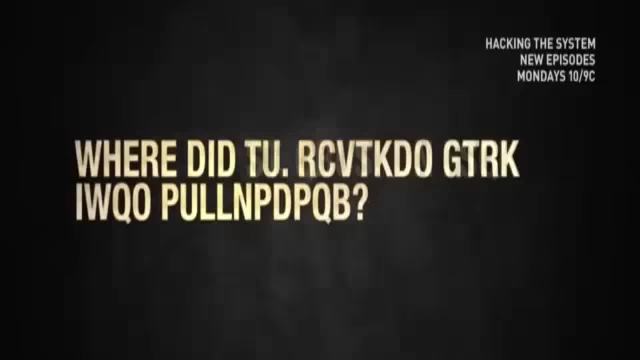 HACKING THE SYSTEM
NEW EPISODES
MONDAYS 10/9C
WHERE DID TU. RCVTKDO GTRK
IWQO PULLNPDPQB?